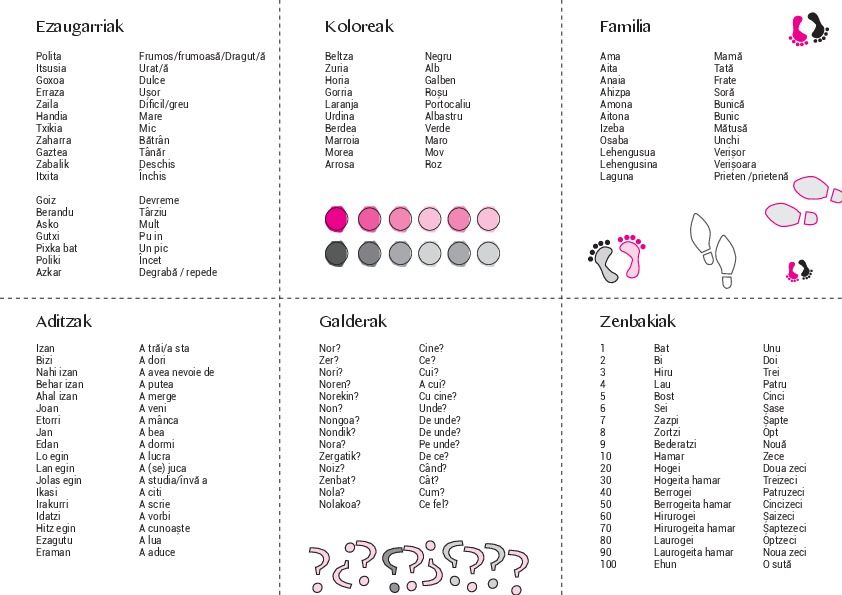 Ezaugarriak
Polita Frumos/frumoasă/Dragut/ă
Itsusia Urat/ă
Goxoa Dulce
Erraza Ușor
Zaila Dificil/greu
Handia Mare
Txikia Mic
Zaharra Bătrân
Gaztea Tânăr
Zabalik Deschis
Itxita Închis
Goiz Devreme
Berandu Târziu
Asko Mult
Gutxi Pu in
Pixka bat Un pic
Poliki Încet
Azkar Degrabă / repede
Koloreak
Beltza Negru
Zuria Alb
Horia Galben
Gorria Roșu
Laranja Portocaliu
Urdina Albastru
Berdea Verde
Marroia Maro
Morea Mov
Arrosa Roz
Familia
Ama Mamă
Aita Tată
Anaia Frate
Ahizpa Soră
Amona Bunică
Aitona Bunic
Izeba Mătușă
Osaba Unchi
Lehengusua Verișor
Lehengusina Verișoara
Laguna Prieten /prietenă
Aditzak
Izan A trăi/a sta
Bizi A dori
Nahi izan A avea nevoie de
Behar izan A putea
Ahal izan A merge
Joan A veni
Etorri A mânca
Jan A bea
Edan A dormi
Lo egin A lucra
Lan egin A (se) juca
Jolas egin A studia/învă a
Ikasi A citi
Irakurri A scrie
Idatzi A vorbi
Hitz egin A cunoaște
Ezagutu A lua
Eraman A aduce
Galderak
Nor? Cine?
Zer? Ce?
Nori? Cui?
Noren? A cui?
Norekin? Cu cine?
Non? Unde?
Nongoa? De unde?
Nondik? De unde?
Nora? Pe unde?
Zergatik? De ce?
Noiz? Când?
Zenbat? Cât?
Nola? Cum?
Nolakoa? Ce fel?
Zenbakiak
1 Bat Unu
2 Bi Doi
3 Hiru Trei
4 Lau Patru
5 Bost Cinci
6 Sei Șase
7 Zazpi Șapte
8 Zortzi Opt
9 Bederatzi Nouă
10 Hamar Zece
20 Hogei Doua zeci
30 Hogeita hamar Treizeci
40 Berrogei Patruzeci
50 Berrogeita hamar Cincizeci
60 Hirurogei Șaizeci
70 Hirurogeita hamar Șaptezeci
80 Laurogei Optzeci
90 Laurogeita hamar Noua zeci
100 Ehun O sută